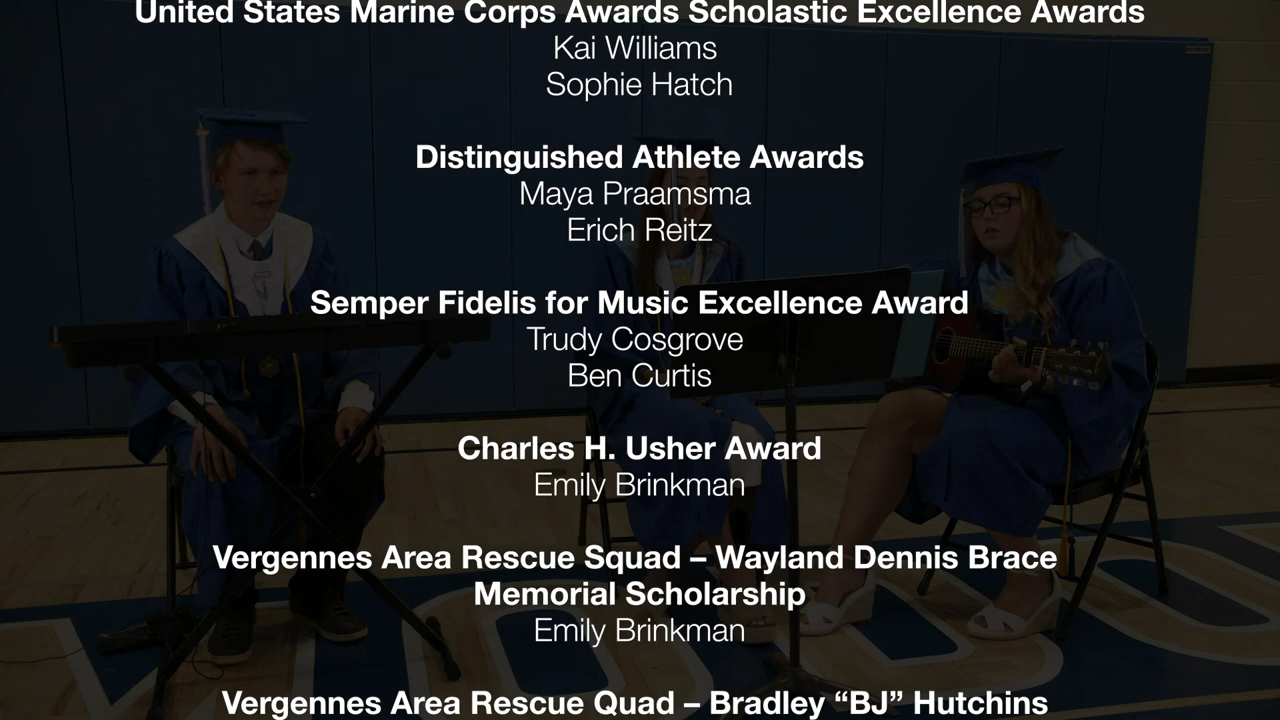 United States Marine Corps Awards Scholastic Excellence Awards
Kai Williams
Sophie Hatch
Distinguished Athlete Awards
Maya Praamsma
Erich Reitz
Semper Fidelis for Music Excellence Award
Trudy Cosgrove
Ben Curtis
Charles H. Usher Award
Emily Brinkman
Vergennes Area Rescue Squad – Wayland Dennis Brace
Memorial Scholarship
Emily Brinkman
Vergennes Area Rescue Quad – Bradley “BJ” Hutchins